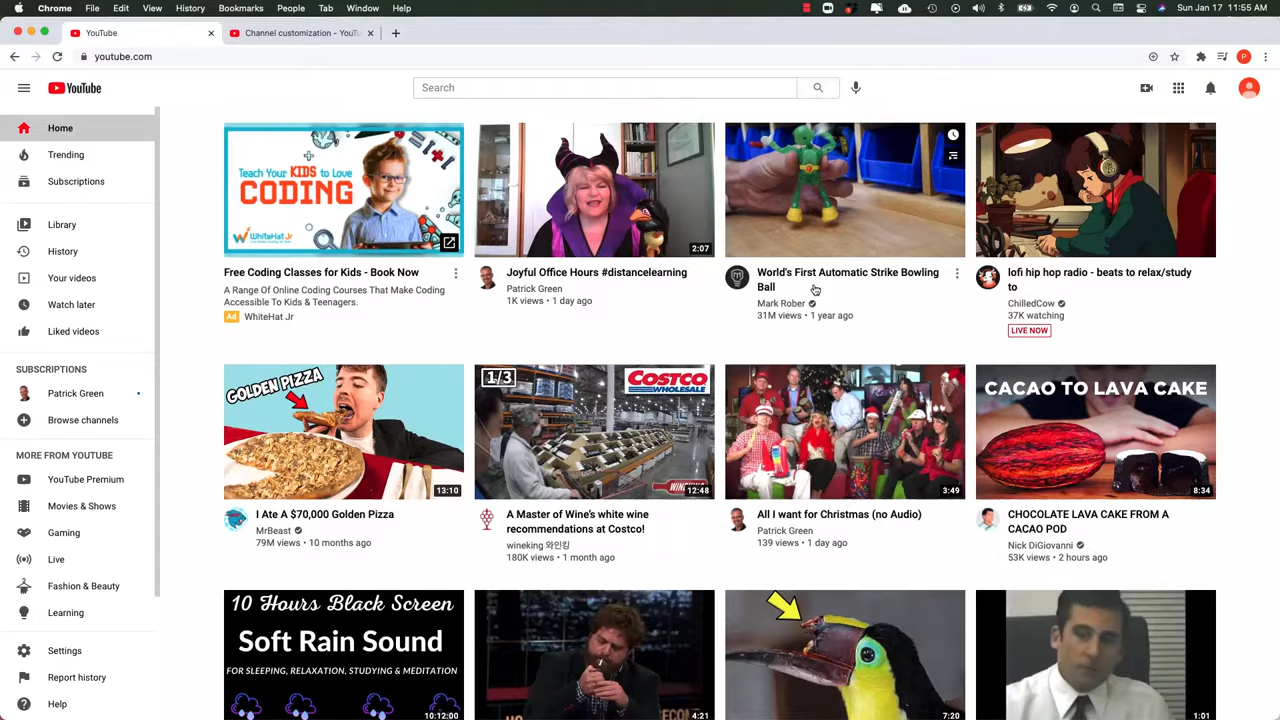 Chrome File Edit View History Bookmarks People Tab Window Help
Sun Jan 17 11:55 AM
YouTube
Channel customization - YouTu
youtube.com
P
YouTube
Search
Home
Trending
Subscriptions
Library
History
Your videos
Watch later
Liked videos
SUBSCRIPTIONS
Patrick Green
Browse channels
MORE FROM YOUTUBE
YouTube Premium
Movies & Shows
Gaming
Live
Fashion & Beauty
Learning
Settings
Report history
Help
Teach Your KIDS to Love
CODING
WhiteHat Jr
Free Coding Classes for Kids - Book Now
A Range Of Online Coding Courses That Make Coding
Accessible To Kids & Teenagers.
Ad WhiteHat Jr
2:07
Joyful Office Hours #distancelearning
Patrick Green
1K views • 1 day ago
World's First Automatic Strike Bowling
Ball
Mark Rober
31M views • 1 year ago
lofi hip hop radio - beats to relax/study
to
ChilledCow
37K watching
LIVE NOW
GOLDEN PIZZA
13:10
I Ate A $70,000 Golden Pizza
MrBeast
79M views • 10 months ago
1/3
COSTCO
WHOLESALE
12:48
A Master of Wine's white wine
recommendations at Costco!
wineking 와인킹
180K views • 1 month ago
3:49
All I want for Christmas (no Audio)
Patrick Green
139 views • 1 day ago
CACAO TO LAVA CAKE
8:34
CHOCOLATE LAVA CAKE FROM A
CACAO POD
Nick DiGiovanni
53K views • 2 hours ago
10 Hours Black Screen
Soft Rain Sound
FOR SLEEPING, RELAXATION, STUDYING & MEDITATION
10:12:00
4:21
7:20
1:01